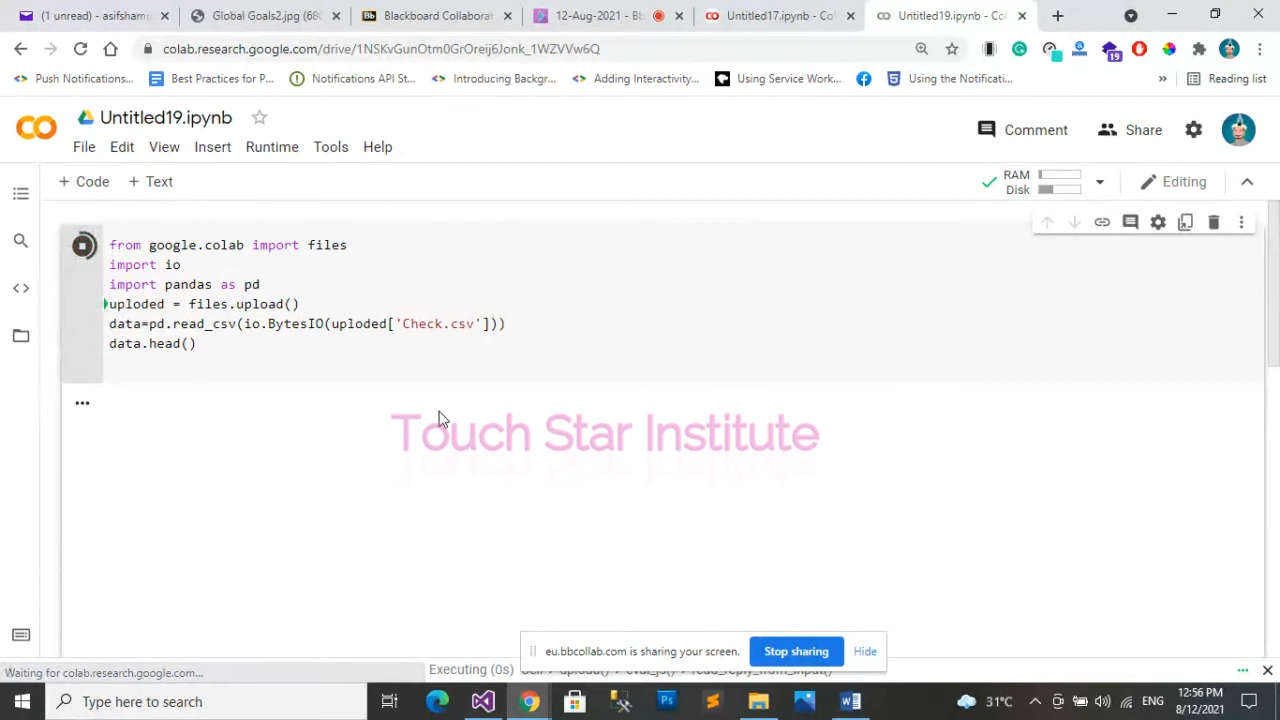 (1 unread) - asifsham
Global Goals2.jpg (68
Blackboard Collabora
12-Aug-2021 - Bb
Untitled17.ipynb - Co
Untitled19.ipynb - Co
colab.research.google.com/drive/1NSKvGunOtm0GrOreij6Jonk_1WZVVw6Q
19
Push Notifications...
Best Practices for P...
Notifications API St...
Introducing Backgr...
Adding Interactivity...
Using Service Work...
Using the Notificati...
»
Reading list
CO
Untitled19.ipynb
Comment
Share
File Edit View Insert Runtime Tools Help
+ Code + Text
RAM
Disk
Editing
from google.colab import files
import io
import pandas as pd
uploded = files.upload()
data=pd.read_csv(io.BytesIO(uploded['Check.csv']))
data.head()
Touch Star Institute
eu.bbcollab.com is sharing your screen.
Stop sharing
Hide
Waiting for colab.research.google.com...
Executing (0s)
Type here to search
31°C
ENG
12:56 PM
8/12/2021